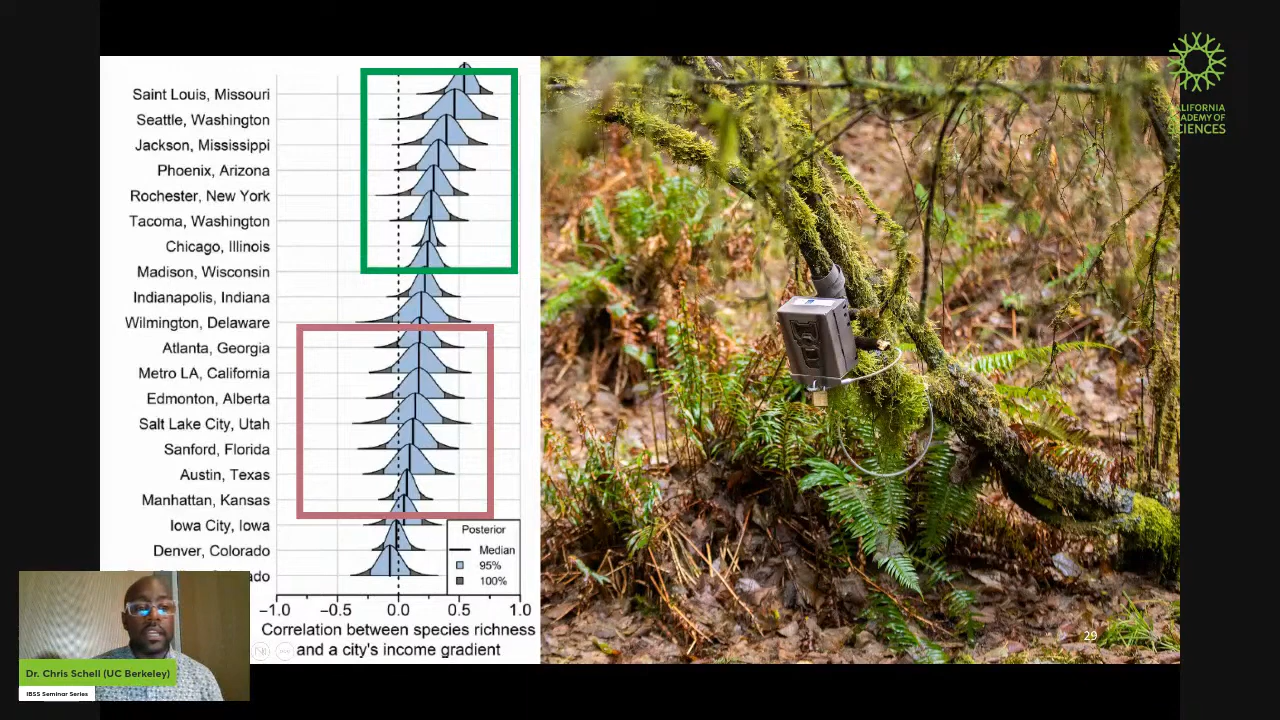 CALIFORNIA
ACADEMY OF
SCIENCES
Saint Louis, Missouri
Seattle, Washington
Jackson, Mississippi
Phoenix, Arizona
Rochester, New York
Tacoma, Washington
Chicago, Illinois
Madison, Wisconsin
Indianapolis, Indiana
Wilmington, Delaware
Atlanta, Georgia
Metro LA, California
Edmonton, Alberta
Salt Lake City, Utah
Sanford, Florida
Austin, Texas
Manhattan, Kansas
Iowa City, Iowa
Denver, Colorado
Posterior
Median
95%
100%
−1.0 −0.5 0.0 0.5 1.0
Correlation between species richness
and a city's income gradient
29
Dr. Chris Schell (UC Berkeley)
IBSS Seminar Series